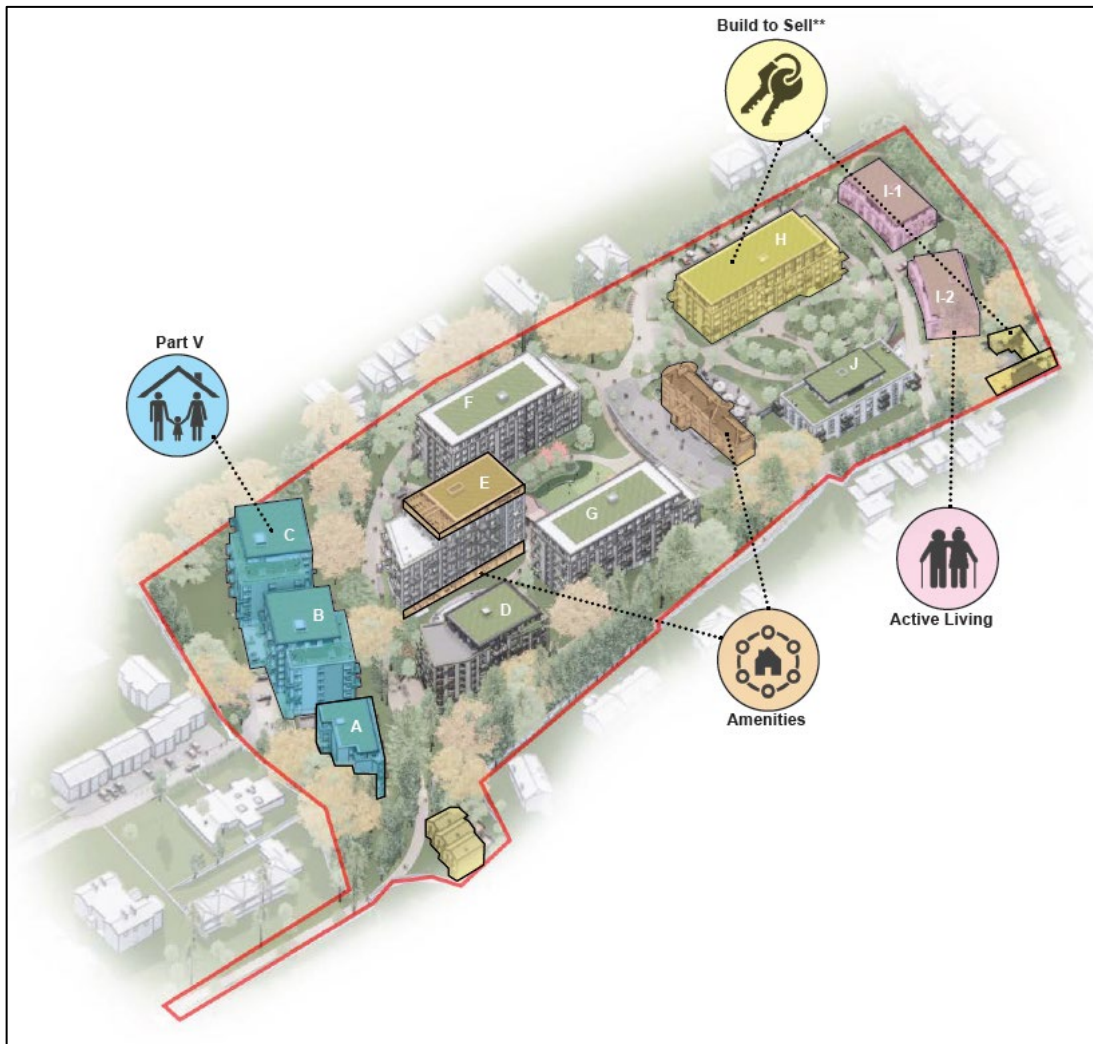 Build to Sell**
I-1
H
I-2
Part V
J
F
E
C
G
Active Living
B
D
Amenities
A